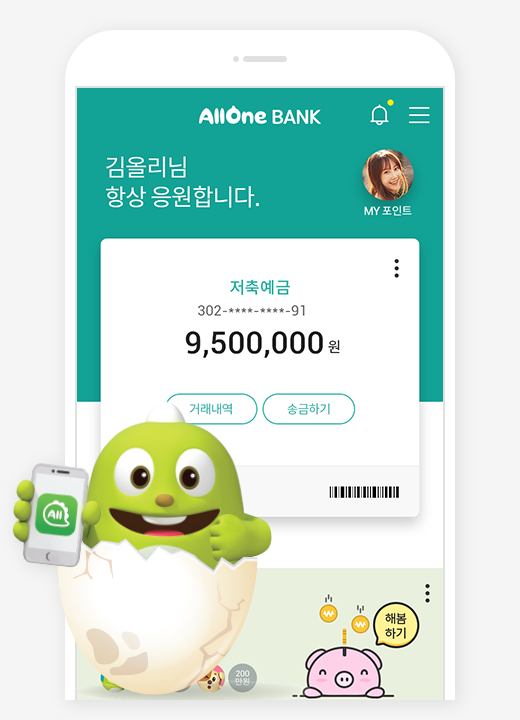 AllOne BANK
김올리님
항상 응원합니다.
MY 포인트
저축예금
302-****-****-91
9,500,000 원
거래내역
송금하기
All
해봄
하기
200
만원